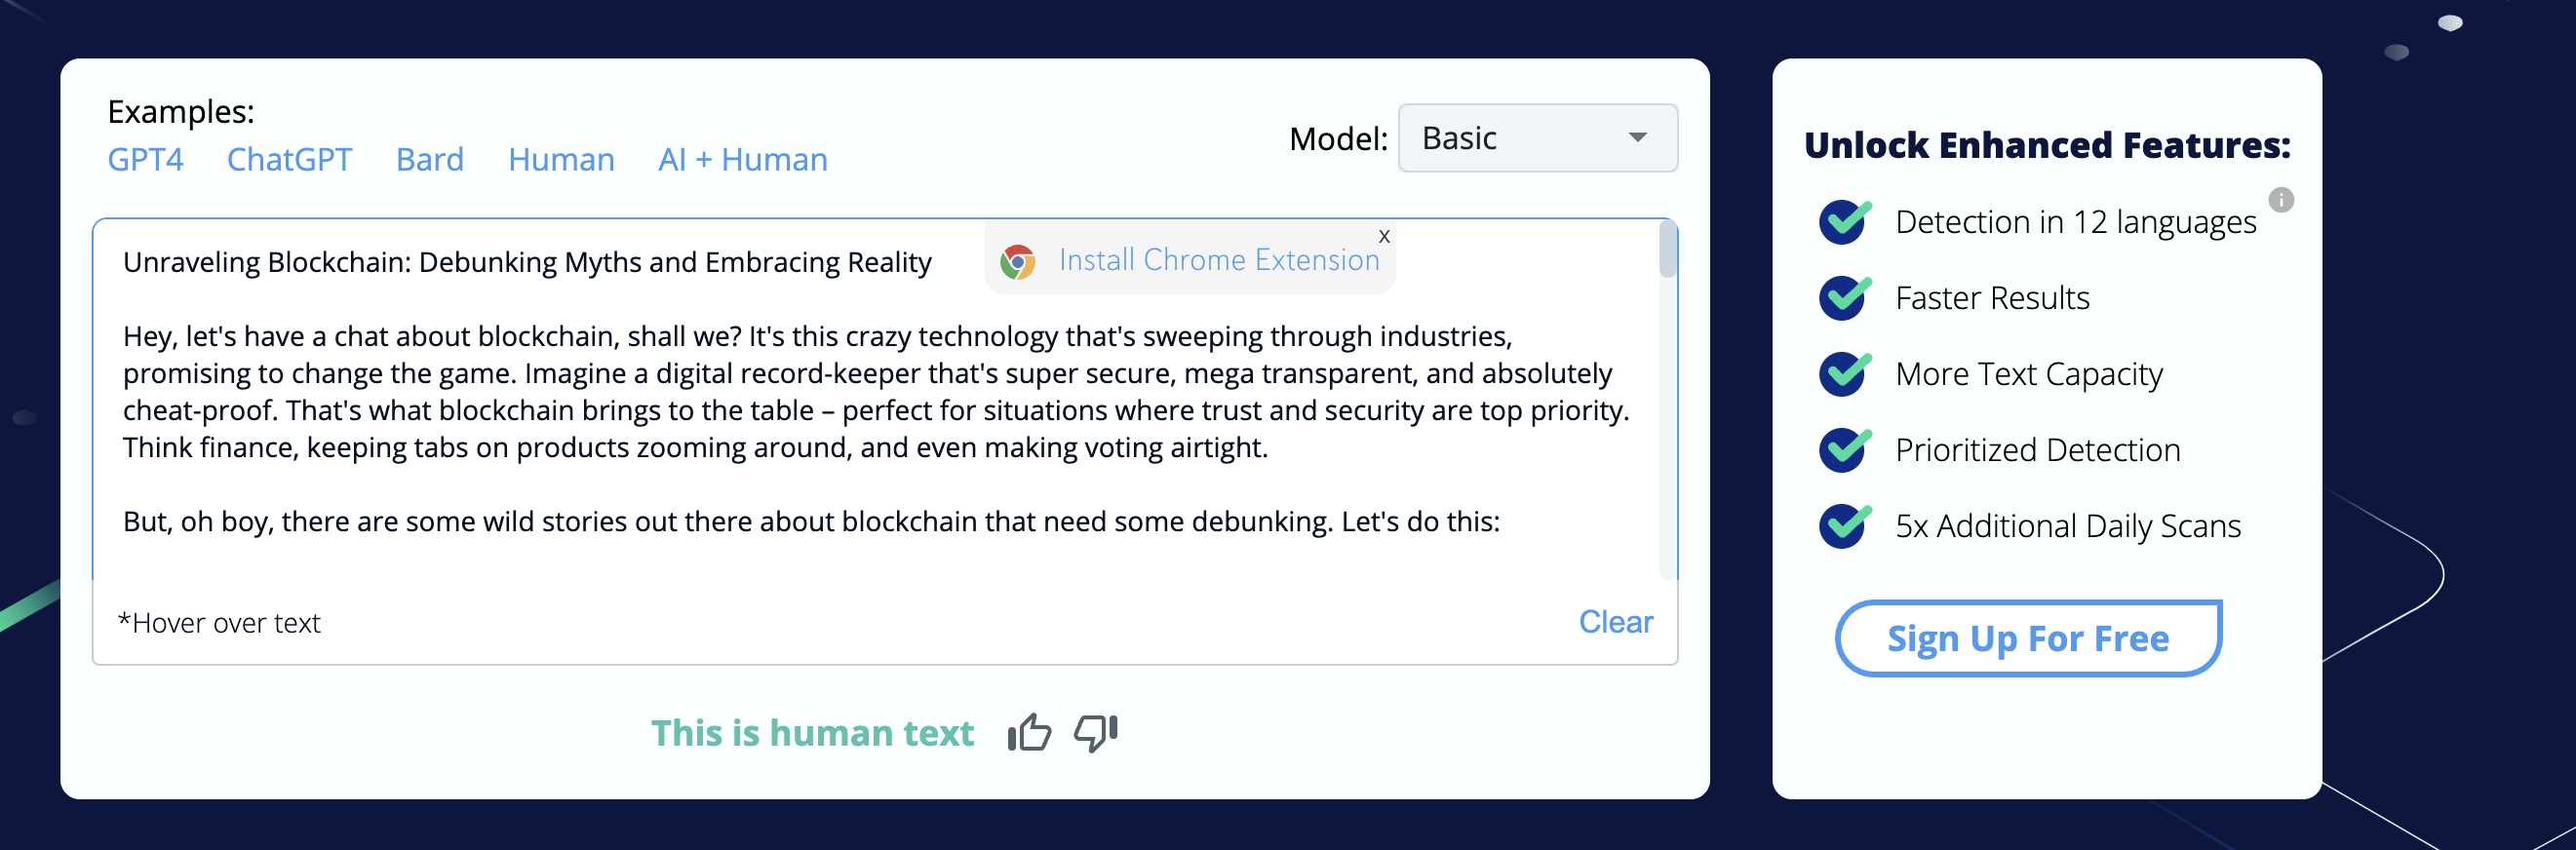 Examples:
GPT4 ChatGPT Bard Human AI + Human
Model: Basic
Unraveling Blockchain: Debunking Myths and Embracing Reality
x
Install Chrome Extension
Hey, let's have a chat about blockchain, shall we? It's this crazy technology that's sweeping through industries,
promising to change the game. Imagine a digital record-keeper that's super secure, mega transparent, and absolutely
cheat-proof. That's what blockchain brings to the table – perfect for situations where trust and security are top priority.
Think finance, keeping tabs on products zooming around, and even making voting airtight.
But, oh boy, there are some wild stories out there about blockchain that need some debunking. Let's do this:
*Hover over text
Clear
This is human text
Unlock Enhanced Features:
i
Detection in 12 languages
Faster Results
More Text Capacity
Prioritized Detection
5x Additional Daily Scans
Sign Up For Free